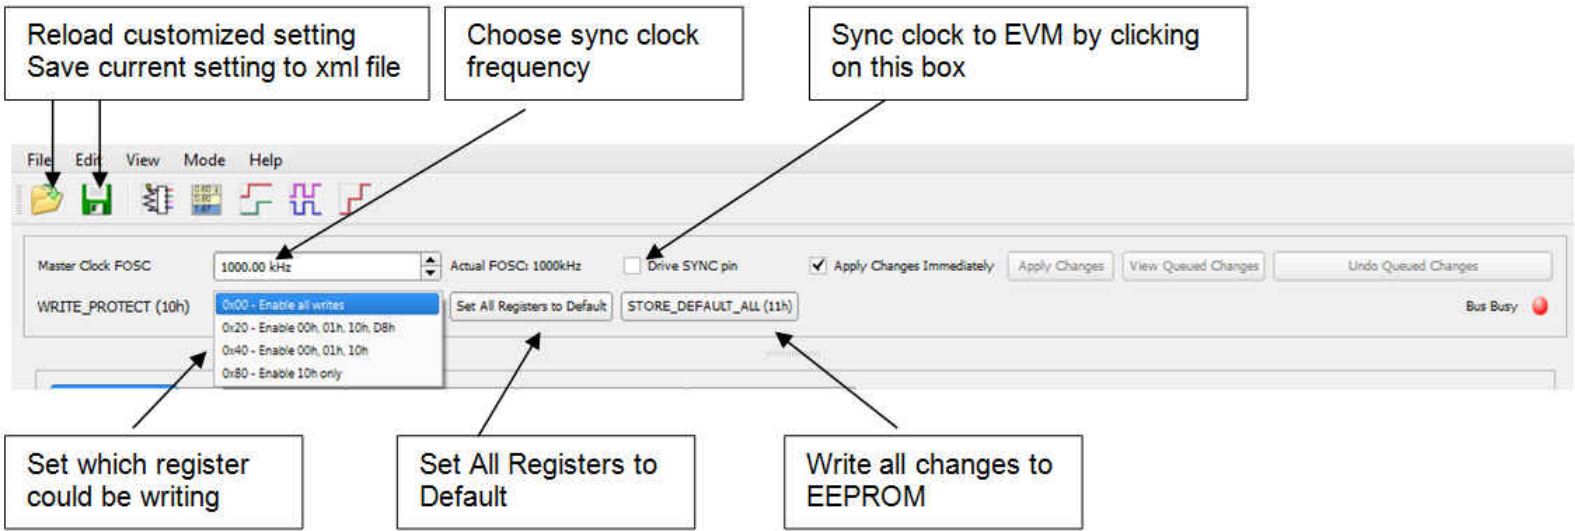 Reload customized setting
Save current setting to xml file
Choose sync clock
frequency
Sync clock to EVM by clicking
on this box
File Edit View Mode Help
Master Clock FOSC 1000.00 kHz Actual FOSC: 1000kHz Drive SYNC pin Apply Changes Immediately Apply Changes View Queued Changes Undo Queued Changes
WRITE_PROTECT (10h) 0x00 - Enable all writes Set All Registers to Default STORE_DEFAULT_ALL (11h) Bus Busy
0x20 - Enable 00h, 01h, 10h, D8h
0x40 - Enable 00h, 01h, 10h
0x80 - Enable 10h only
Set which register
could be writing
Set All Registers to
Default
Write all changes to
EEPROM